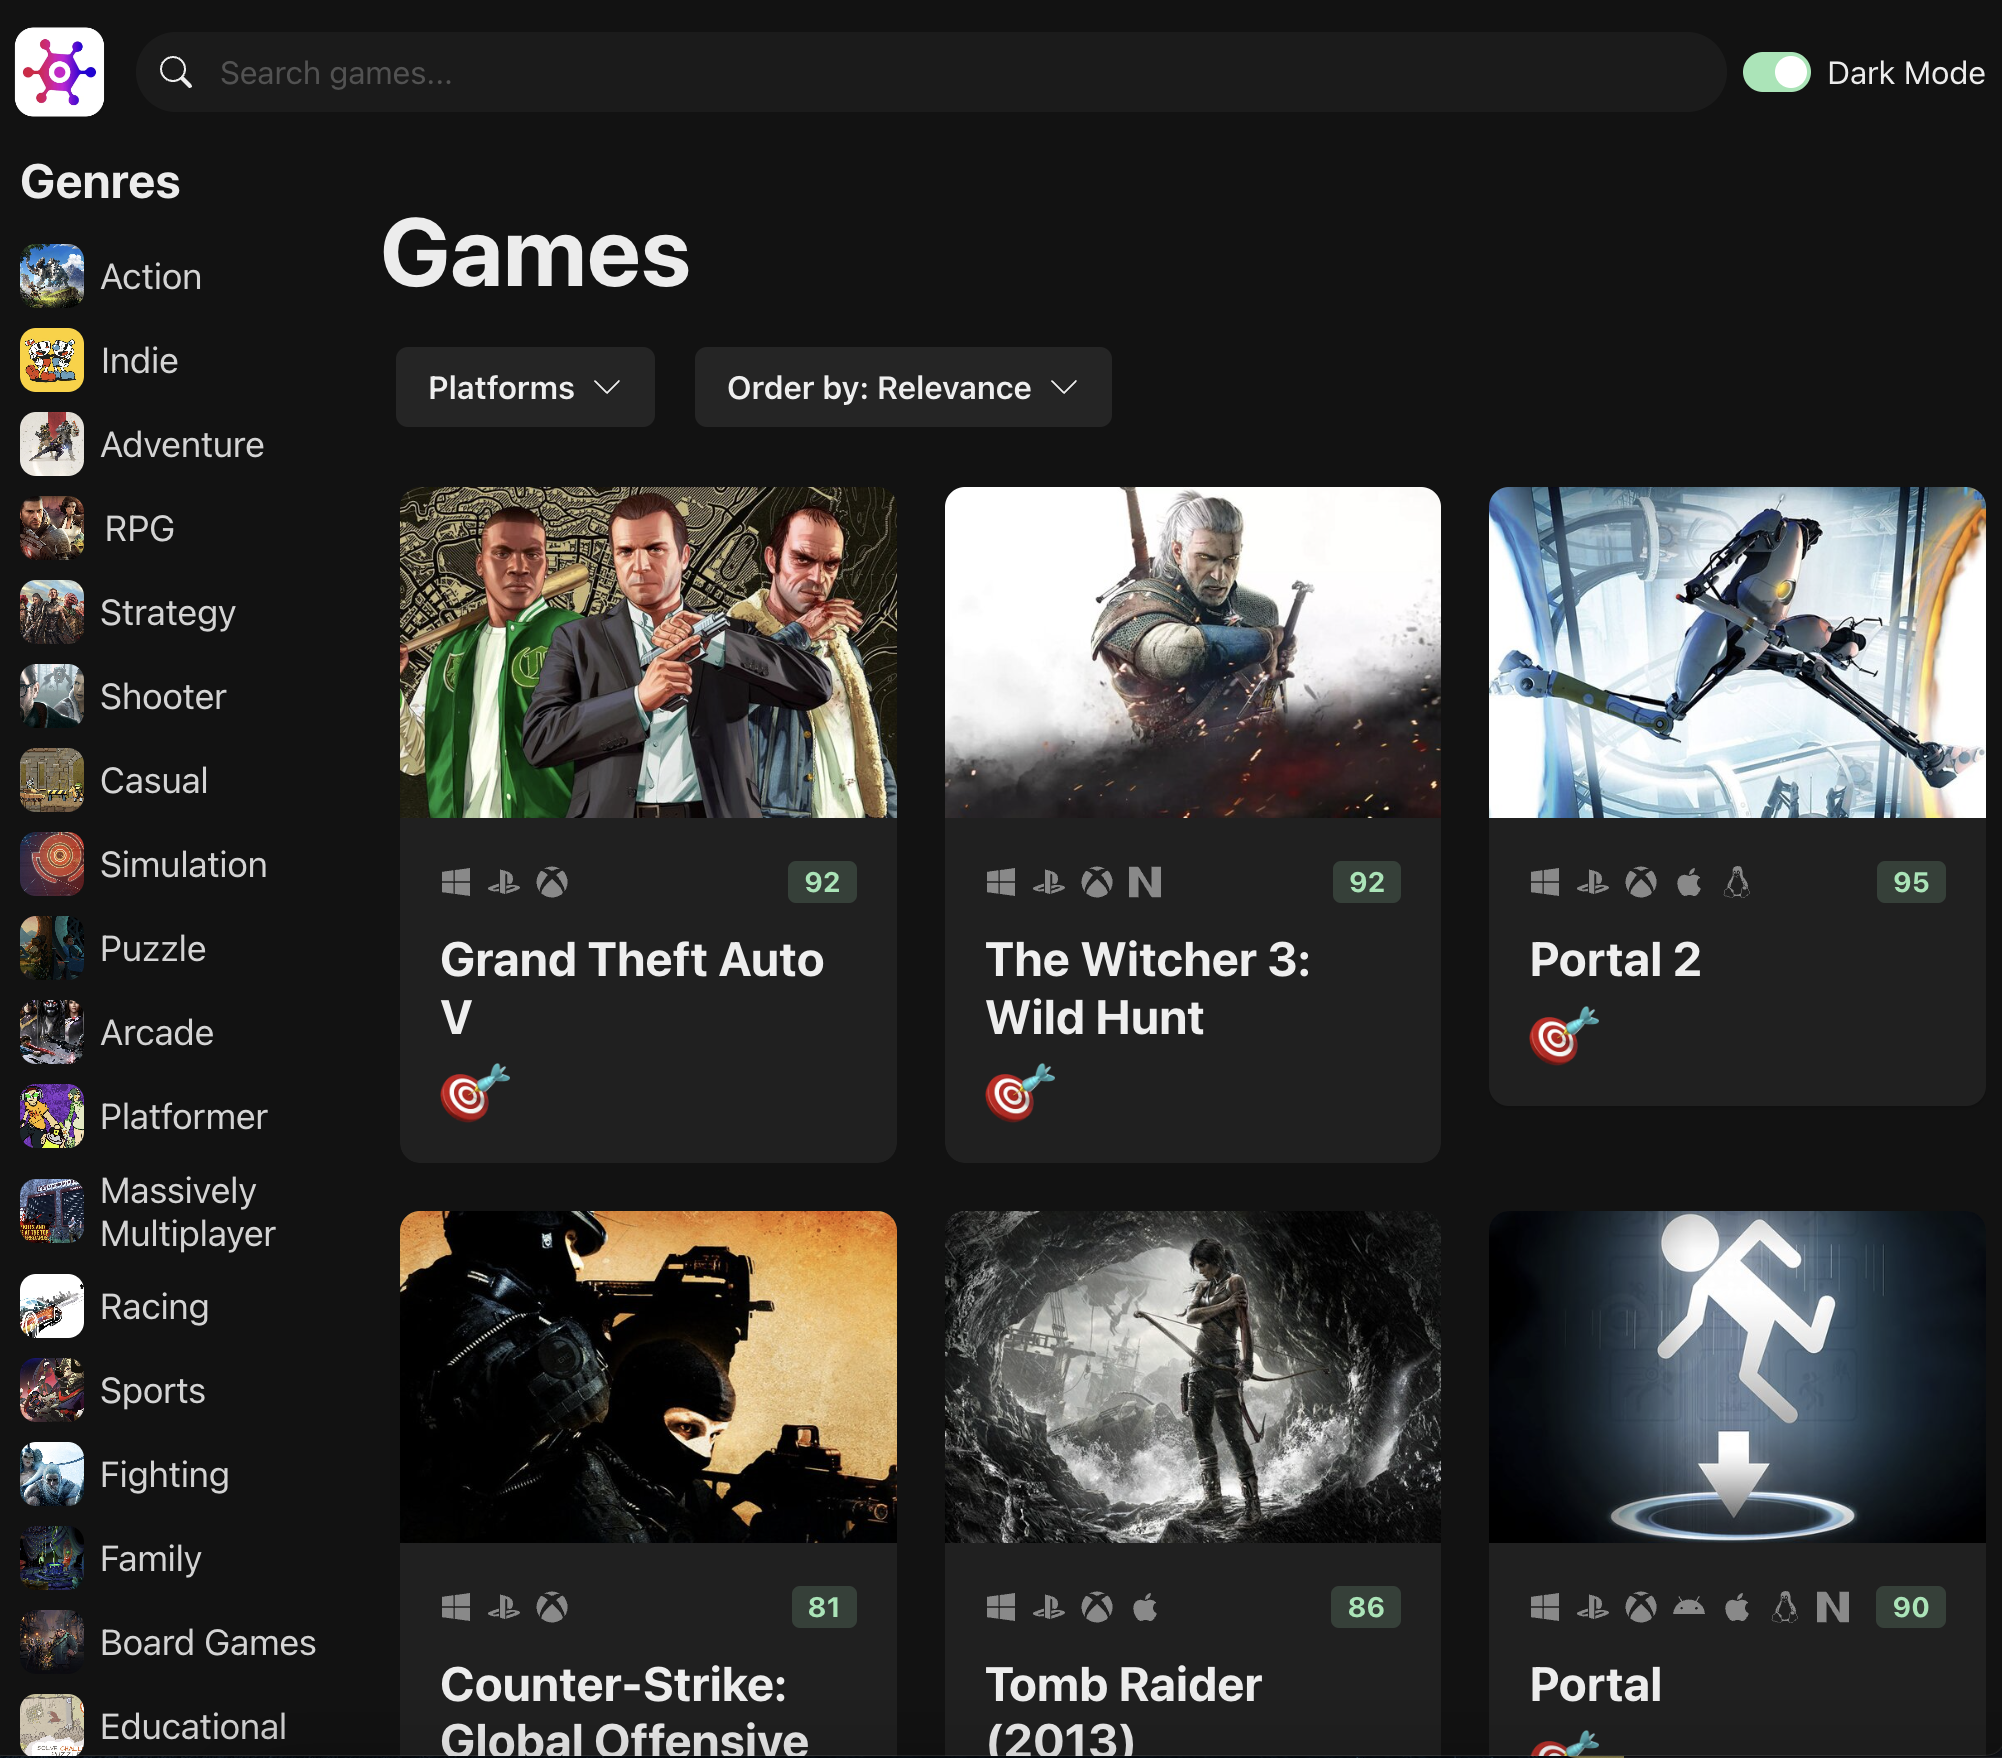 Search games...
Dark Mode
Genres
Action
Indie
Adventure
RPG
Strategy
Shooter
Casual
Simulation
Puzzle
Arcade
Platformer
Massively
Multiplayer
Racing
Sports
Fighting
Family
Board Games
Educational
Games
Platforms
Order by: Relevance
92
Grand Theft Auto
V
92
The Witcher 3:
Wild Hunt
95
Portal 2
81
Counter-Strike:
Global Offensive
86
Tomb Raider
(2013)
90
Portal